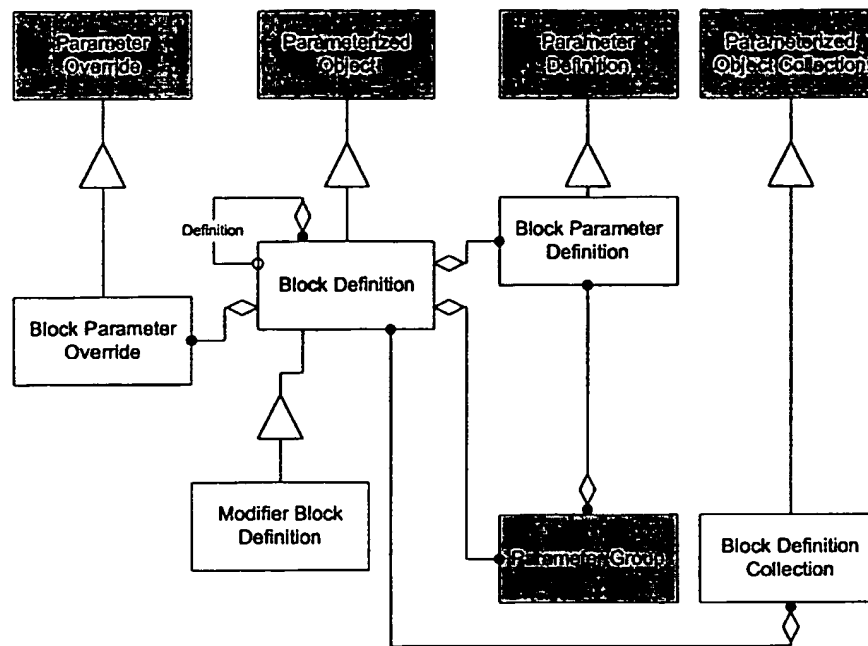 Parameter
Override
Parameterized
Object
Parameter
Definition
Parameterized
Object Collection
Definition
Block Parameter
Definition
Block Definition
Block Parameter
Override
Modifier Block
Definition
Parameter Group
Block Definition
Collection